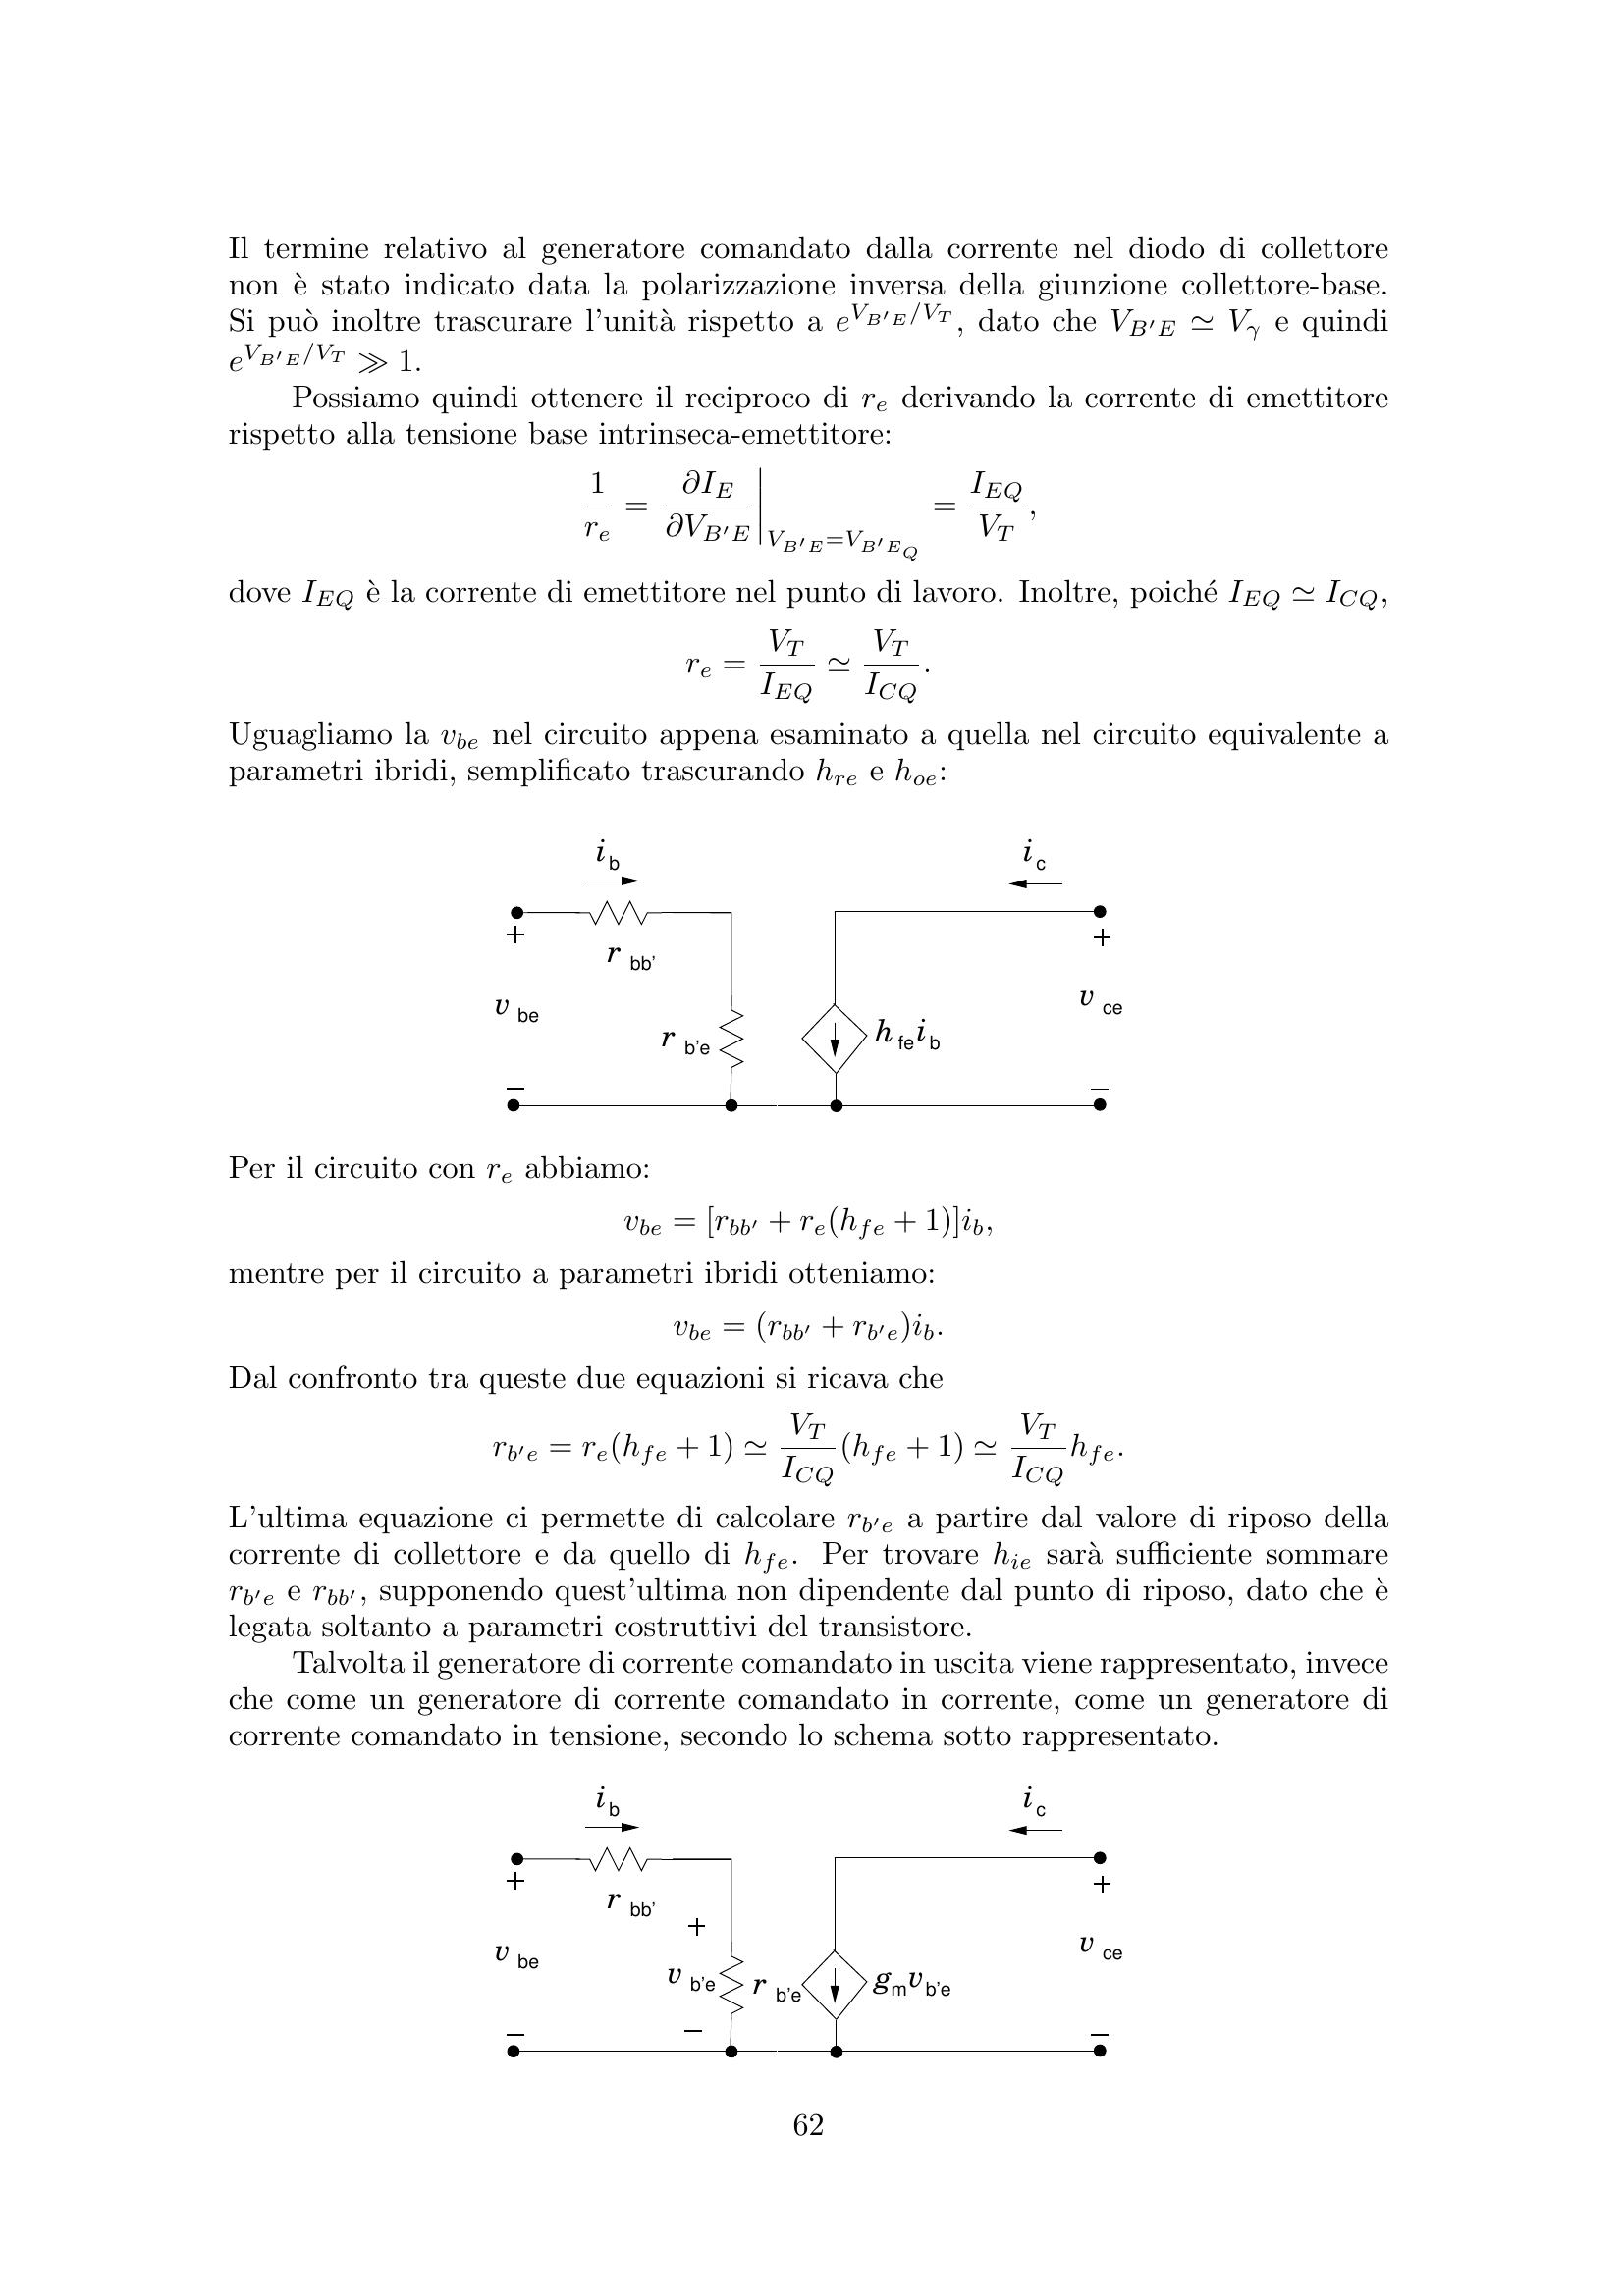 Il termine relativo al generatore comandato dalla corrente nel diodo di collettore
non è stato indicato data la polarizzazione inversa della giunzione collettore-base.
Si può inoltre trascurare l'unità rispetto a $e^{V_{B'E}/V_T}$, dato che $V_{B'E} \simeq V_\gamma$ e quindi
$e^{V_{B'E}/V_T} \gg 1$.
Possiamo quindi ottenere il reciproco di $r_e$ derivando la corrente di emettitore
rispetto alla tensione base intrinseca-emettitore:
$\frac{1}{r_e} = \left.\frac{\partial I_E}{\partial V_{B'E}}\right|_{V_{B'E}=V_{B'E_Q}} = \frac{I_{EQ}}{V_T},$
dove $I_{EQ}$ è la corrente di emettitore nel punto di lavoro. Inoltre, poiché $I_{EQ} \simeq I_{CQ}$,
$r_e = \frac{V_T}{I_{EQ}} \simeq \frac{V_T}{I_{CQ}}.$
Uguagliamo la $v_{be}$ nel circuito appena esaminato a quella nel circuito equivalente a
parametri ibridi, semplificato trascurando $h_{re}$ e $h_{oe}$:
$i_b$ $i_c$
+ +
$r_{bb'}$
$v_{be}$ $v_{ce}$
$r_{b'e}$ $h_{fe} i_b$
− −
Per il circuito con $r_e$ abbiamo:
$v_{be} = [r_{bb'} + r_e(h_{fe} + 1)]i_b,$
mentre per il circuito a parametri ibridi otteniamo:
$v_{be} = (r_{bb'} + r_{b'e})i_b.$
Dal confronto tra queste due equazioni si ricava che
$r_{b'e} = r_e(h_{fe} + 1) \simeq \frac{V_T}{I_{CQ}}(h_{fe} + 1) \simeq \frac{V_T}{I_{CQ}}h_{fe}.$
L'ultima equazione ci permette di calcolare $r_{b'e}$ a partire dal valore di riposo della
corrente di collettore e da quello di $h_{fe}$. Per trovare $h_{ie}$ sarà sufficiente sommare
$r_{b'e}$ e $r_{bb'}$, supponendo quest'ultima non dipendente dal punto di riposo, dato che è
legata soltanto a parametri costruttivi del transistore.
Talvolta il generatore di corrente comandato in uscita viene rappresentato, invece
che come un generatore di corrente comandato in corrente, come un generatore di
corrente comandato in tensione, secondo lo schema sotto rappresentato.
$i_b$ $i_c$
+ +
$r_{bb'}$
+
$v_{be}$ $v_{ce}$
$v_{b'e}$ $r_{b'e}$ $g_m v_{b'e}$
− − −
62